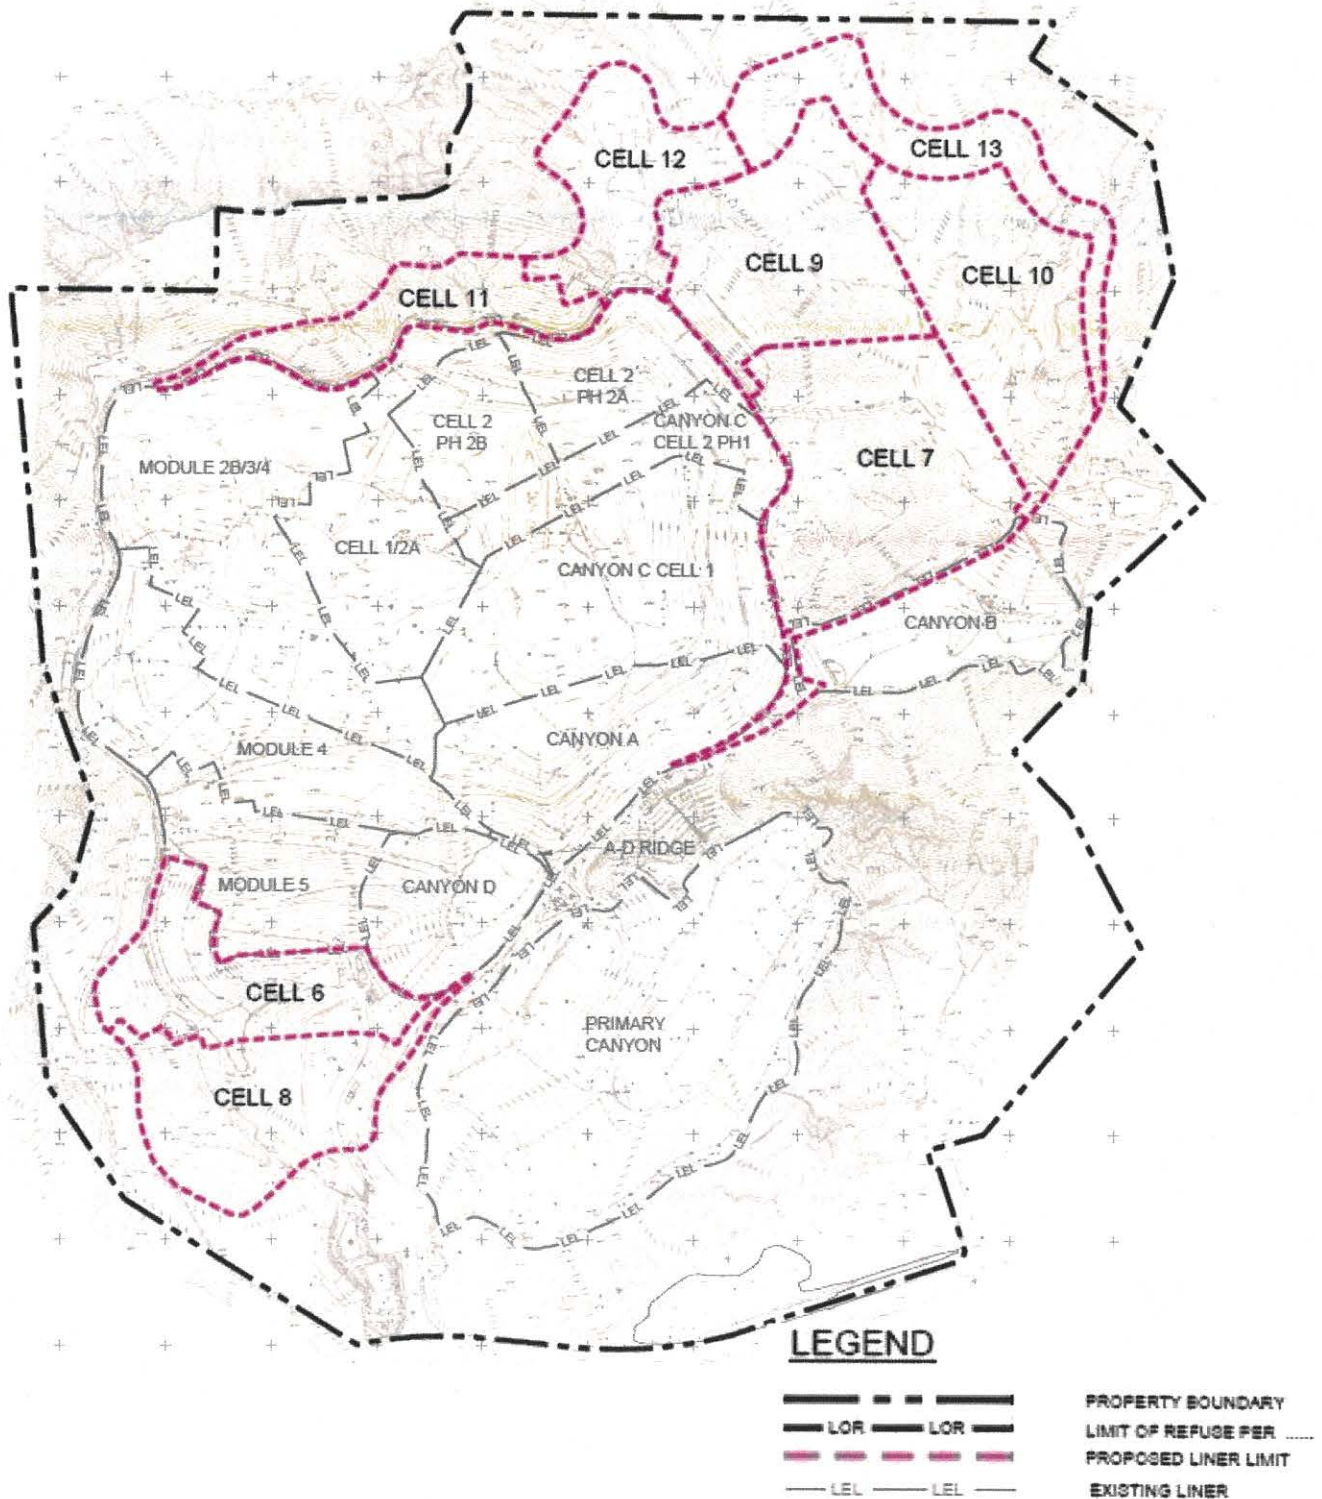 CELL 12
CELL 13
CELL 9
CELL 10
CELL 11
CELL 2
PH 2A
CELL 2
PH 2B
CANYON C
CELL 2 PH1
CELL 7
MODULE 2B/3/4
CELL 1/2A
CANYON C CELL 1
CANYON B
MODULE 4
CANYON A
A-D RIDGE
MODULE 5
CANYON D
CELL 6
PRIMARY
CANYON
CELL 8
LEGEND
PROPERTY BOUNDARY
LOR LOR LIMIT OF REFUSE PER ......
PROPOSED LINER LIMIT
LEL LEL EXISTING LINER